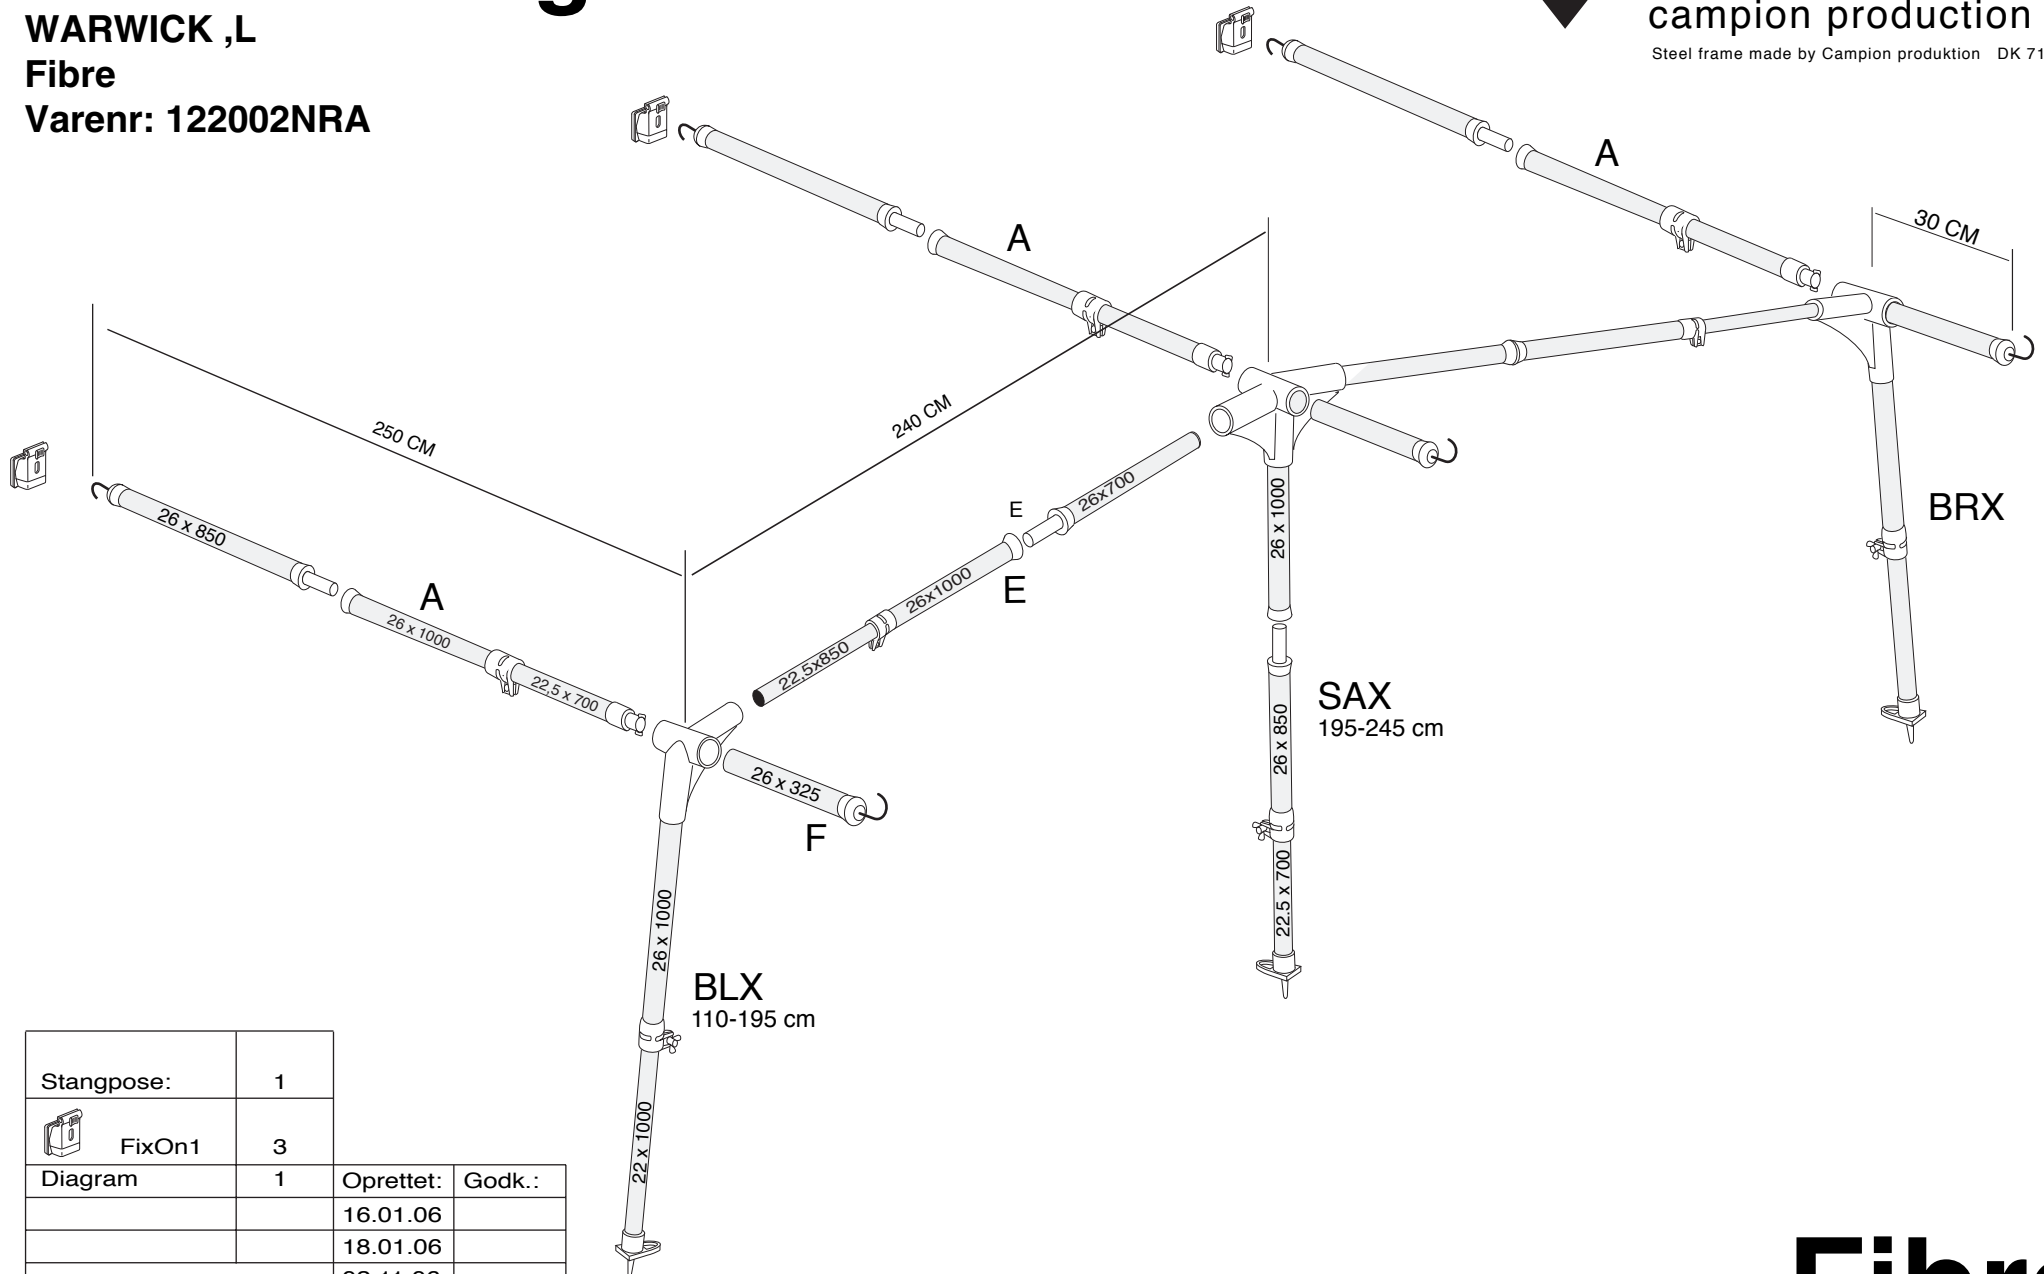 WARWICK ,L
Fibre
Varenr: 122002NRA
campion production
Steel frame made by Campion produktion DK 71
A
A
30 CM
250 CM
240 CM
26 x 850
A
26 x 1000
22,5 x 700
E
26x700
26x1000
E
22,5x850
26 x 1000
BRX
SAX
195-245 cm
26 x 850
22.5 x 700
26 x 325
F
26 x 1000
BLX
110-195 cm
22 x 1000
Stangpose: 1
FixOn1 3
Diagram 1 Oprettet: Godk.:
16.01.06
18.01.06